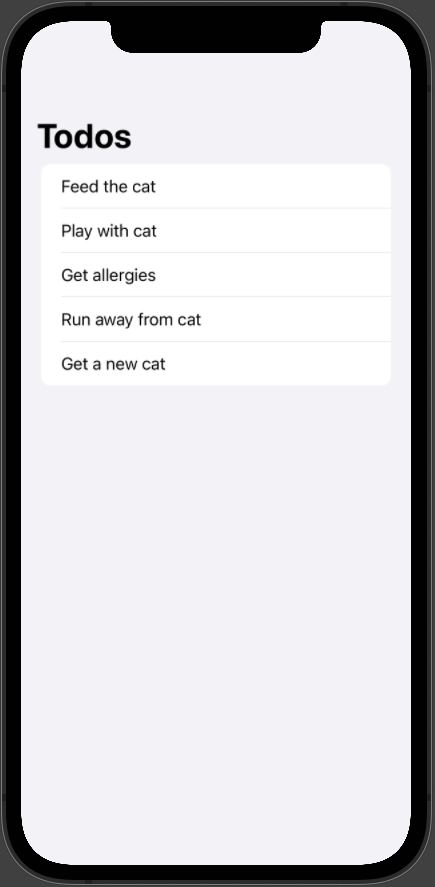 Todos
Feed the cat
Play with cat
Get allergies
Run away from cat
Get a new cat